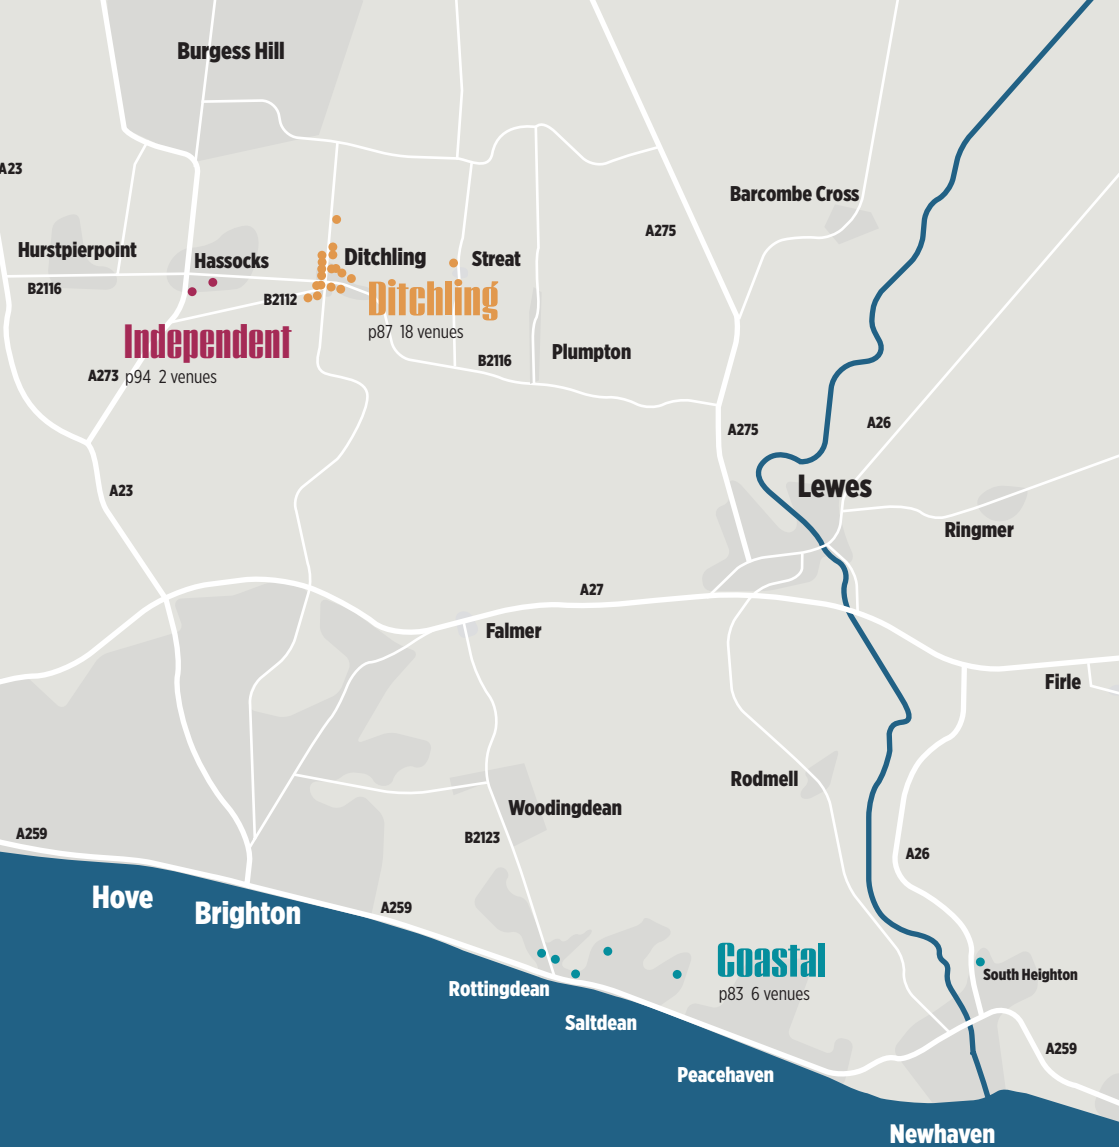 Burgess Hill
A23
Barcombe Cross
A275
Hurstpierpoint
Hassocks
Ditchling
Streat
B2116
B2112
Ditchling
p87 18 venues
Independent
p94 2 venues
A273
B2116
Plumpton
A275
A26
A23
Lewes
Ringmer
A27
Falmer
Firle
Rodmell
Woodingdean
B2123
A259
A26
Hove
Brighton
A259
Coastal
p83 6 venues
South Heighton
Rottingdean
Saltdean
A259
Peacehaven
Newhaven